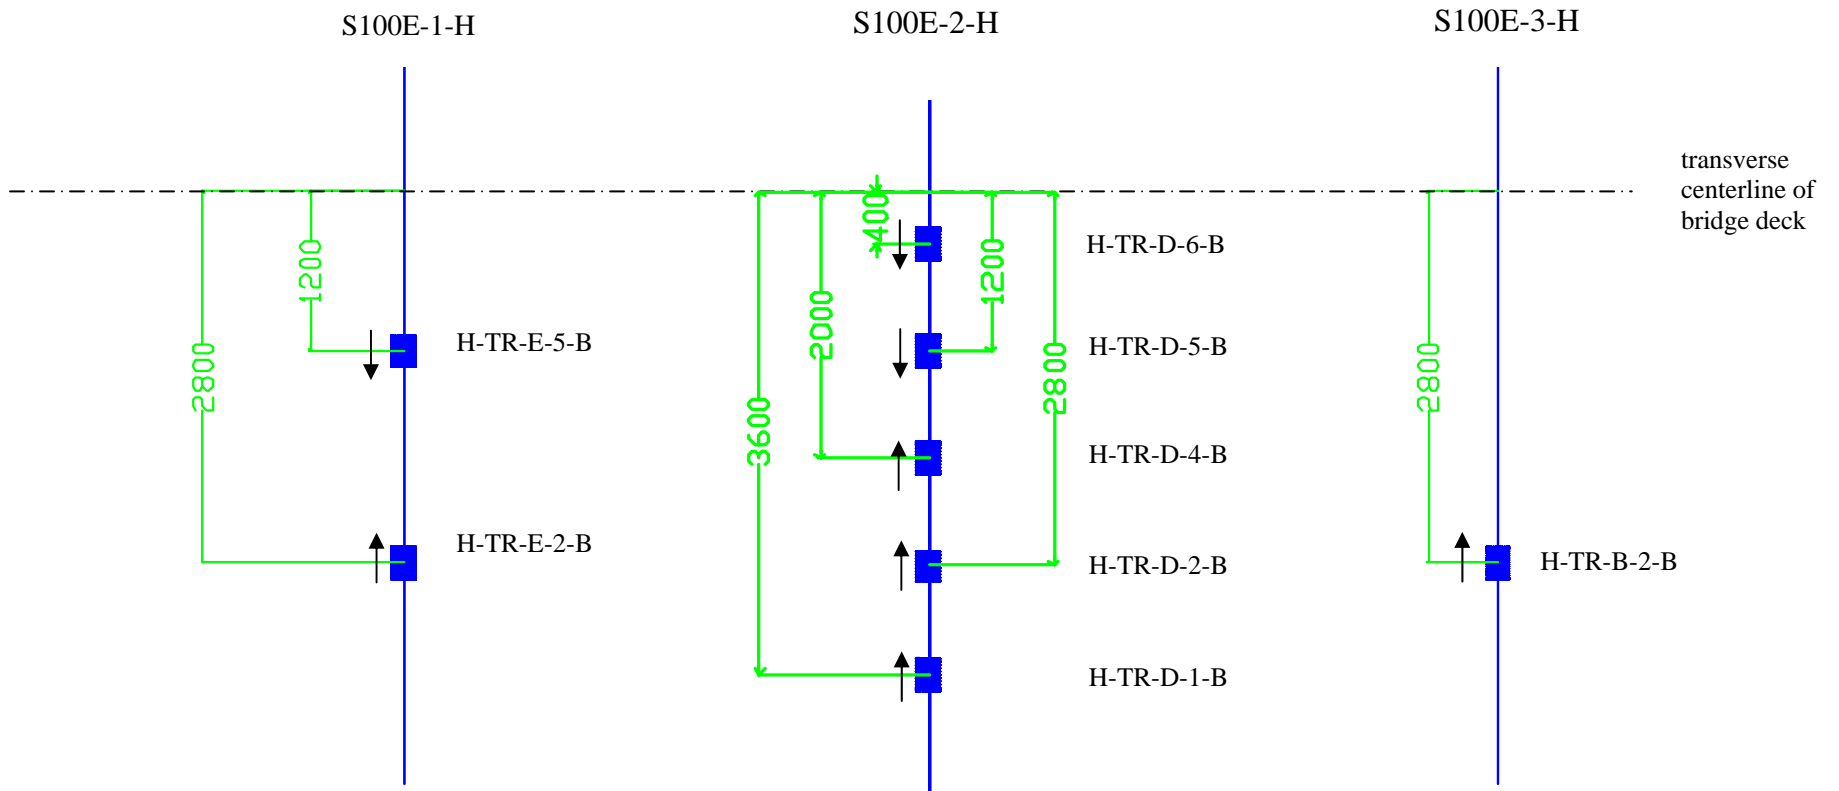 S100E-1-H
S100E-2-H
S100E-3-H
transverse
centerline of
bridge deck
1200
2800
H-TR-E-5-B
H-TR-E-2-B
400
1200
2000
2800
3600
H-TR-D-6-B
H-TR-D-5-B
H-TR-D-4-B
H-TR-D-2-B
H-TR-D-1-B
2800
H-TR-B-2-B